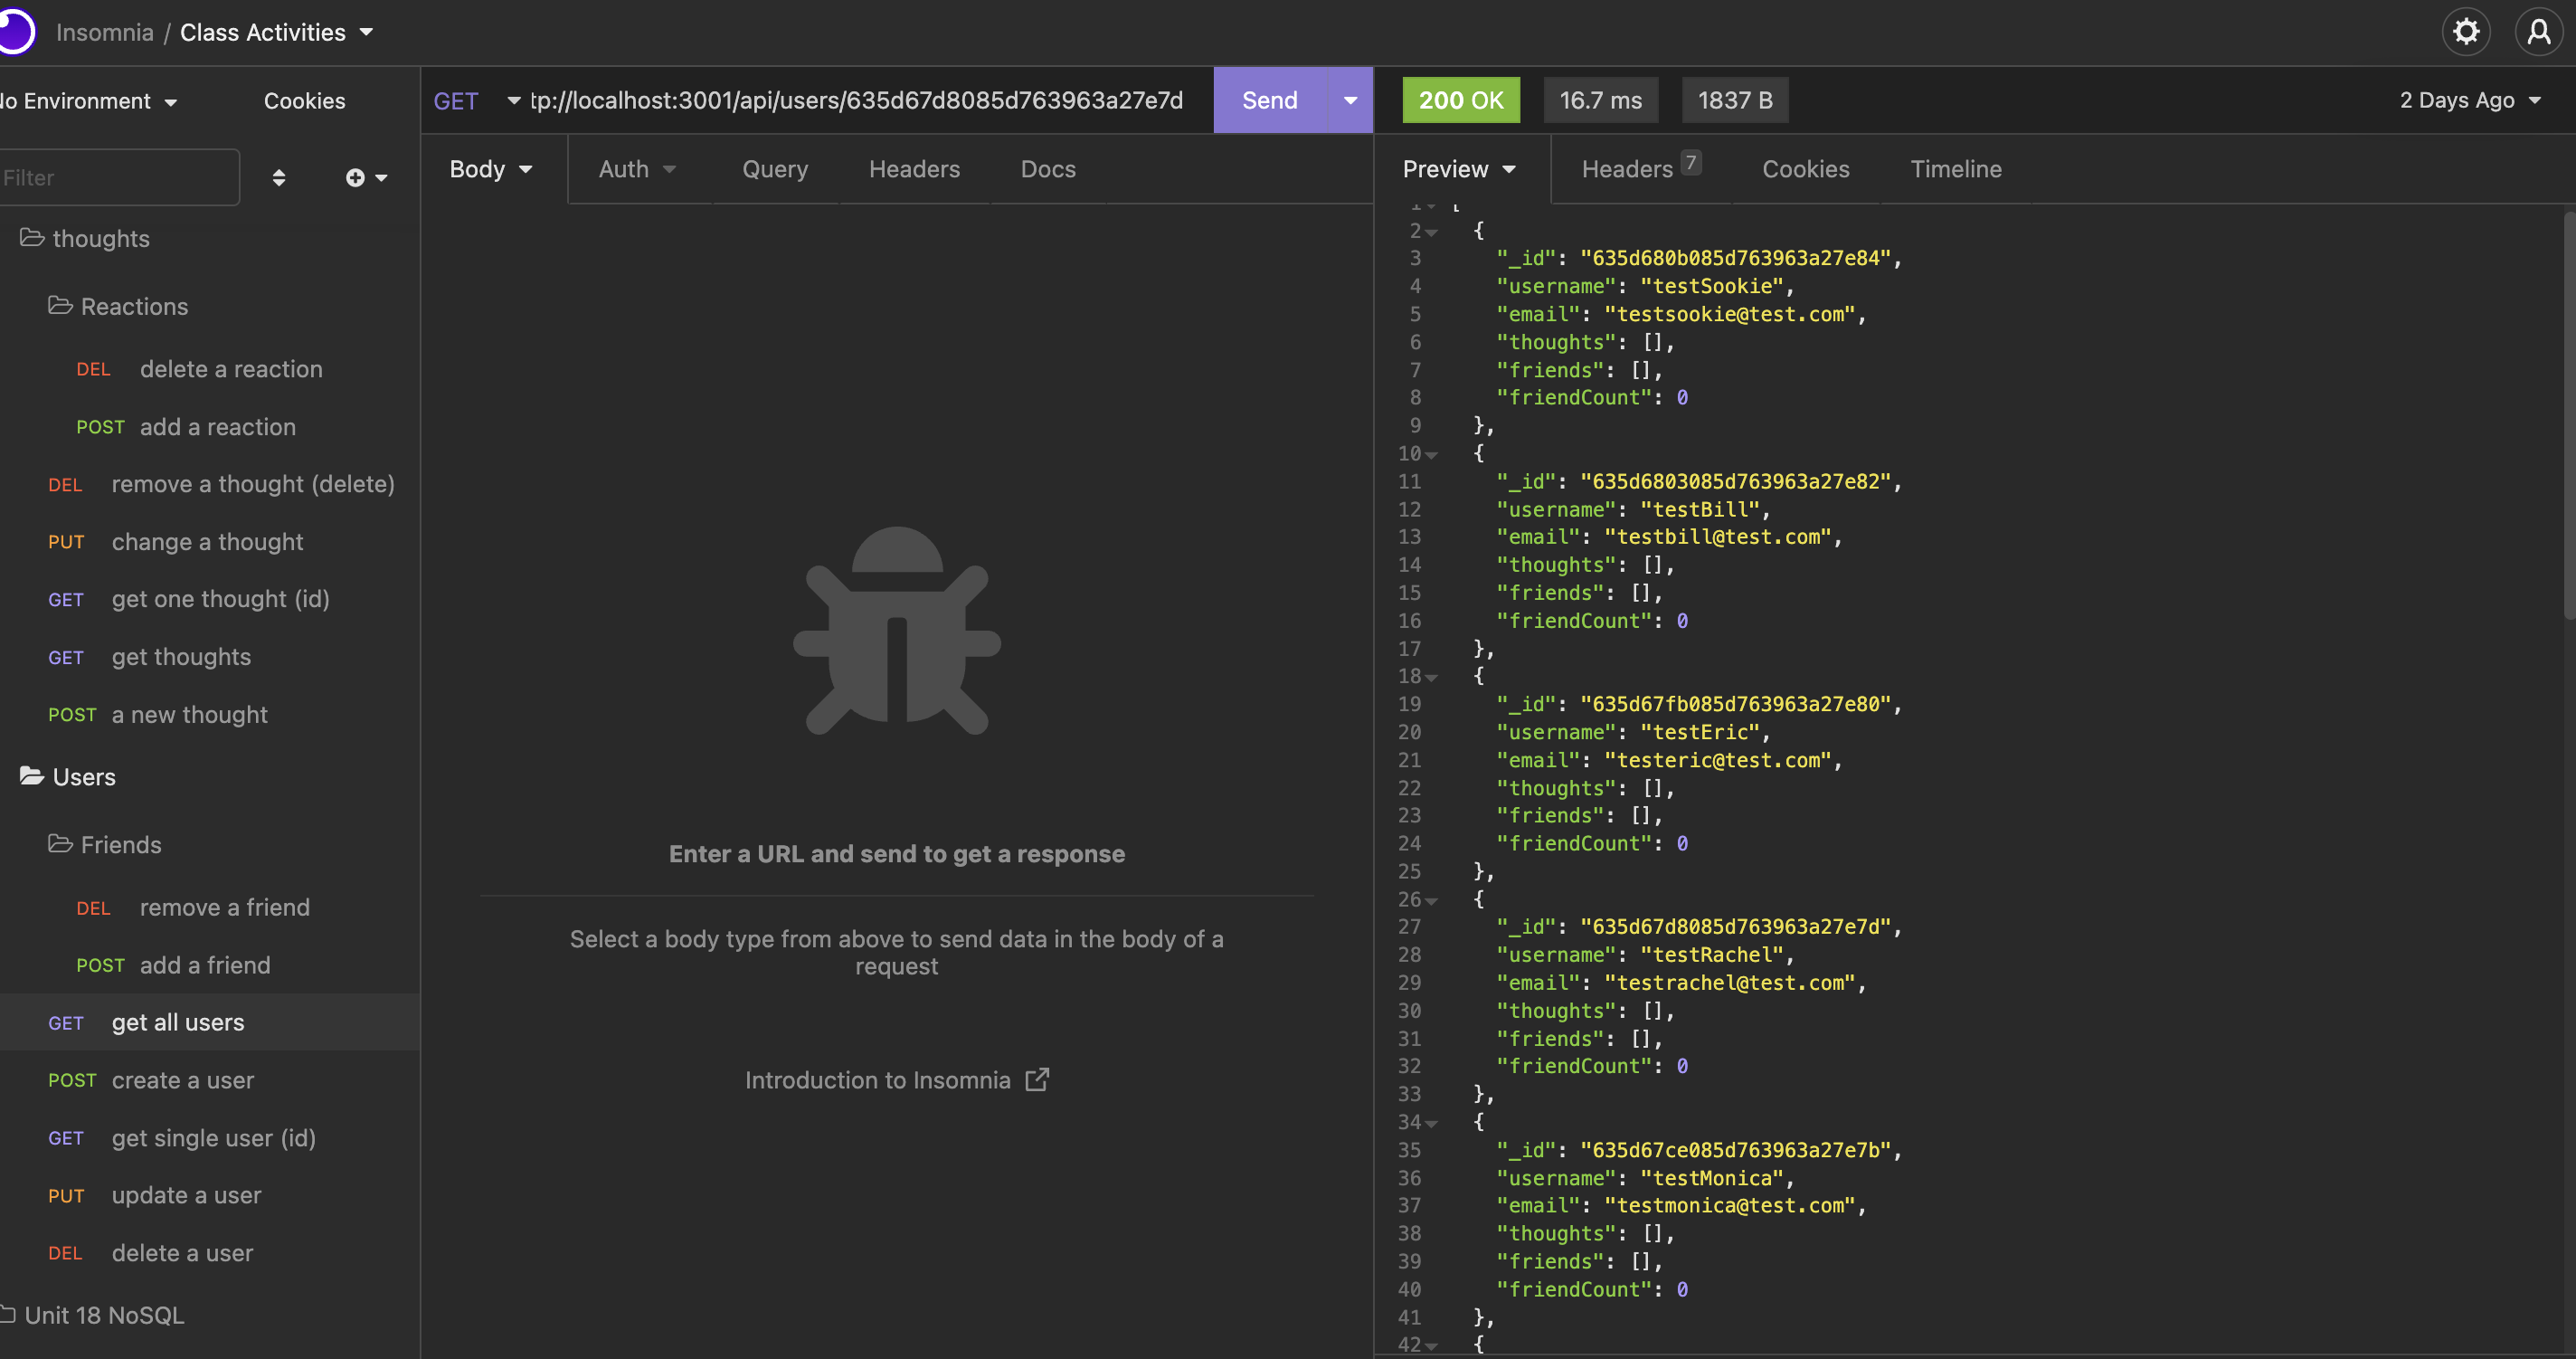 Insomnia / Class Activities
No Environment
Cookies
Filter
thoughts
Reactions
DEL delete a reaction
POST add a reaction
DEL remove a thought (delete)
PUT change a thought
GET get one thought (id)
GET get thoughts
POST a new thought
Users
Friends
DEL remove a friend
POST add a friend
GET get all users
POST create a user
GET get single user (id)
PUT update a user
DEL delete a user
Unit 18 NoSQL
GET tp://localhost:3001/api/users/635d67d8085d763963a27e7d Send
Body Auth Query Headers Docs
Enter a URL and send to get a response
Select a body type from above to send data in the body of a
request
Introduction to Insomnia
200 OK 16.7 ms 1837 B 2 Days Ago
Preview Headers 7 Cookies Timeline
1 [
2 {
3 "_id": "635d680b085d763963a27e84",
4 "username": "testSookie",
5 "email": "testsookie@test.com",
6 "thoughts": [],
7 "friends": [],
8 "friendCount": 0
9 },
10 {
11 "_id": "635d6803085d763963a27e82",
12 "username": "testBill",
13 "email": "testbill@test.com",
14 "thoughts": [],
15 "friends": [],
16 "friendCount": 0
17 },
18 {
19 "_id": "635d67fb085d763963a27e80",
20 "username": "testEric",
21 "email": "testeric@test.com",
22 "thoughts": [],
23 "friends": [],
24 "friendCount": 0
25 },
26 {
27 "_id": "635d67d8085d763963a27e7d",
28 "username": "testRachel",
29 "email": "testrachel@test.com",
30 "thoughts": [],
31 "friends": [],
32 "friendCount": 0
33 },
34 {
35 "_id": "635d67ce085d763963a27e7b",
36 "username": "testMonica",
37 "email": "testmonica@test.com",
38 "thoughts": [],
39 "friends": [],
40 "friendCount": 0
41 },
42 {